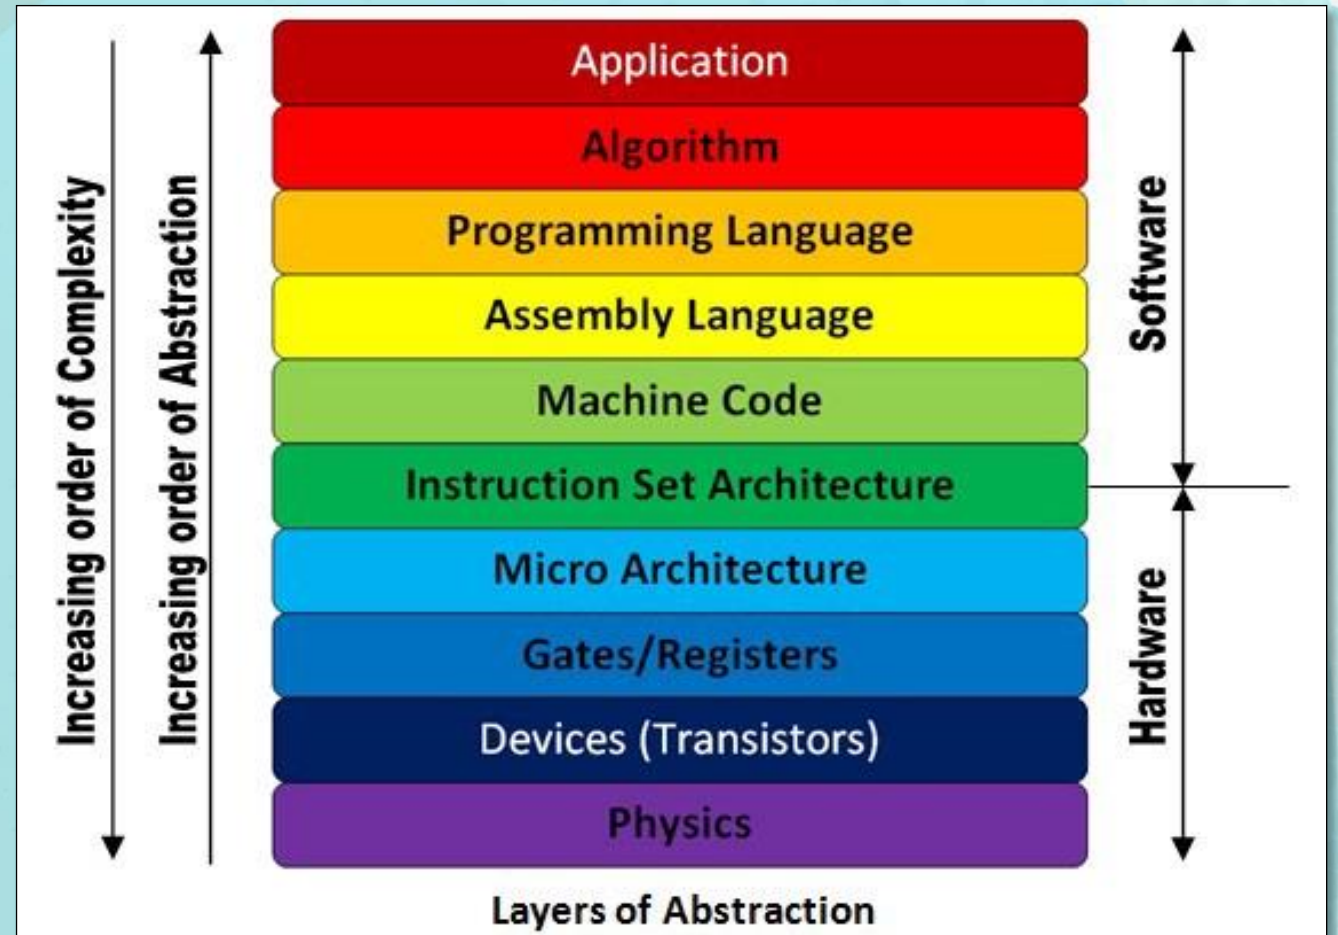 Increasing order of Complexity
Increasing order of Abstraction
Application
Algorithm
Programming Language
Assembly Language
Machine Code
Instruction Set Architecture
Micro Architecture
Gates/Registers
Devices (Transistors)
Physics
Software
Hardware
Layers of Abstraction